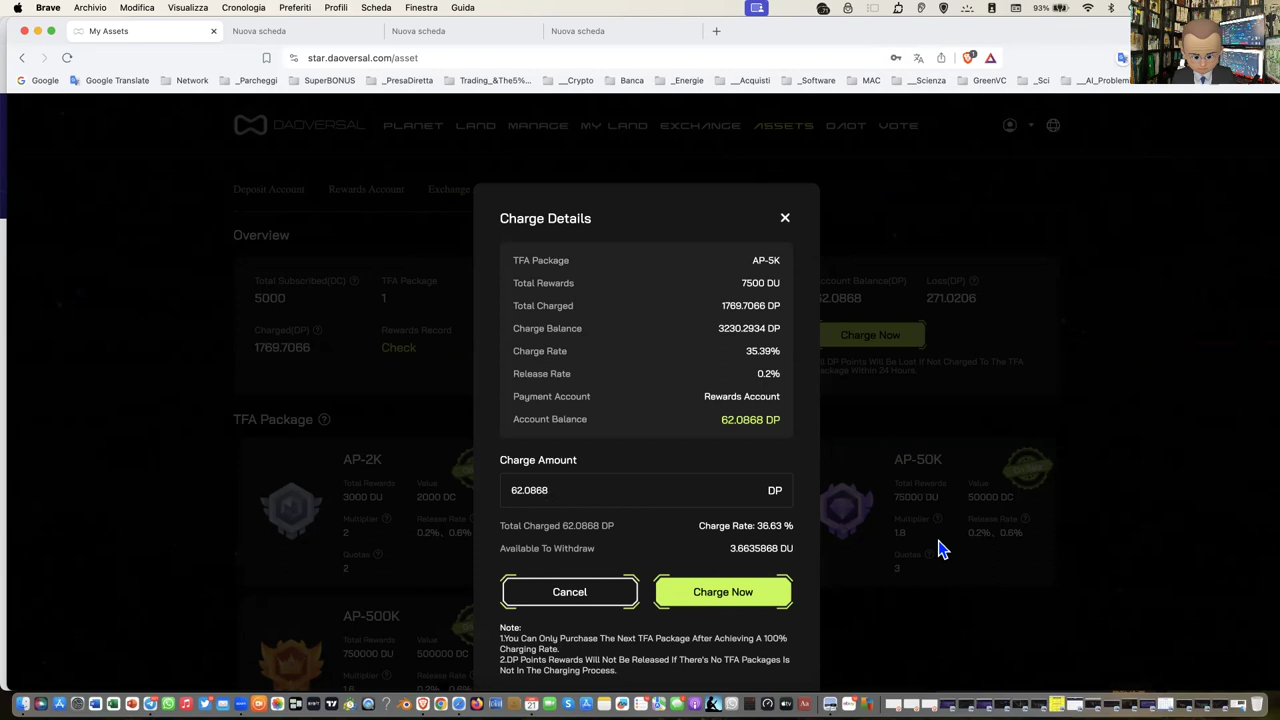 Brave Archivio Modifica Visualizza Cronologia Preferiti Profili Scheda Finestra Guida 93%
My Assets Nuova scheda Nuova scheda Nuova scheda
star.daoversal.com/asset 1
Google Google Translate Network _Parcheggi SuperBONUS _PresaDiretta Trading_&The5%... __Crypto Banca _Energie __Acquisti _Software MAC __Scienza GreenVC _Sci __AI_Problem
DAOVERSAL PLANET LAND MANAGE MY LAND EXCHANGE ASSETS DAOT VOTE
Deposit Account Rewards Account Exchange
Overview
Total Subscribed(DC) TFA Package Account Balance(DP) Loss(DP)
5000 1 62.0868 271.0206
Charged(DP) Rewards Record Charge Now
1769.7066 Check
All DP Points Will Be Lost If Not Charged To The TFA
Package Within 24 Hours.
TFA Package
AP-2K
Total Rewards Value
3000 DU 2000 DC
Multiplier Release Rate
2 0.2%、0.6%
Quotas
2
AP-50K
Total Rewards Value
75000 DU 50000 DC
Multiplier Release Rate
1.8 0.2%、0.6%
Quotas
3
AP-500K
Total Rewards Value
750000 DU 500000 DC
Multiplier Release Rate
1.8
Charge Details
TFA Package AP-5K
Total Rewards 7500 DU
Total Charged 1769.7066 DP
Charge Balance 3230.2934 DP
Charge Rate 35.39%
Release Rate 0.2%
Payment Account Rewards Account
Account Balance 62.0868 DP
Charge Amount
62.0868 DP
Total Charged 62.0868 DP Charge Rate: 36.63 %
Available To Withdraw 3.6635868 DU
Cancel Charge Now
Note:
1.You Can Only Purchase The Next TFA Package After Achieving A 100%
Charging Rate.
2.DP Points Rewards Will Not Be Released If There's No TFA Packages Is
Not In The Charging Process.